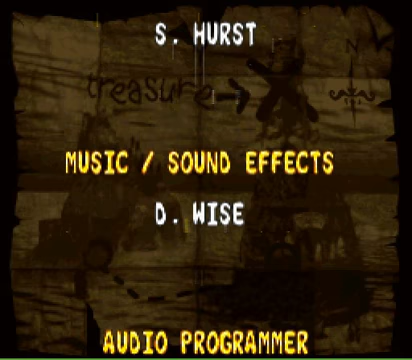 S. HURST
N
treasure
MUSIC / SOUND EFFECTS
D. WISE
AUDIO PROGRAMMER